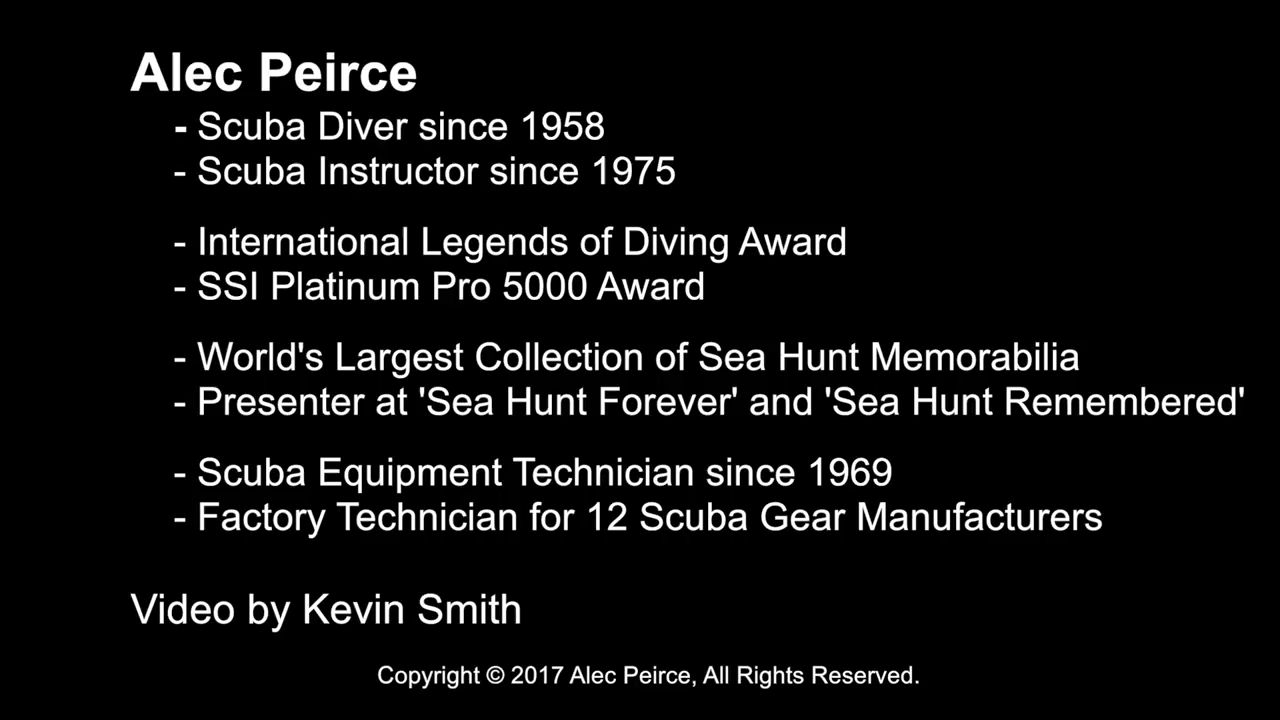 Alec Peirce
- Scuba Diver since 1958
- Scuba Instructor since 1975
- International Legends of Diving Award
- SSI Platinum Pro 5000 Award
- World's Largest Collection of Sea Hunt Memorabilia
- Presenter at 'Sea Hunt Forever' and 'Sea Hunt Remembered'
- Scuba Equipment Technician since 1969
- Factory Technician for 12 Scuba Gear Manufacturers
Video by Kevin Smith
Copyright © 2017 Alec Peirce, All Rights Reserved.